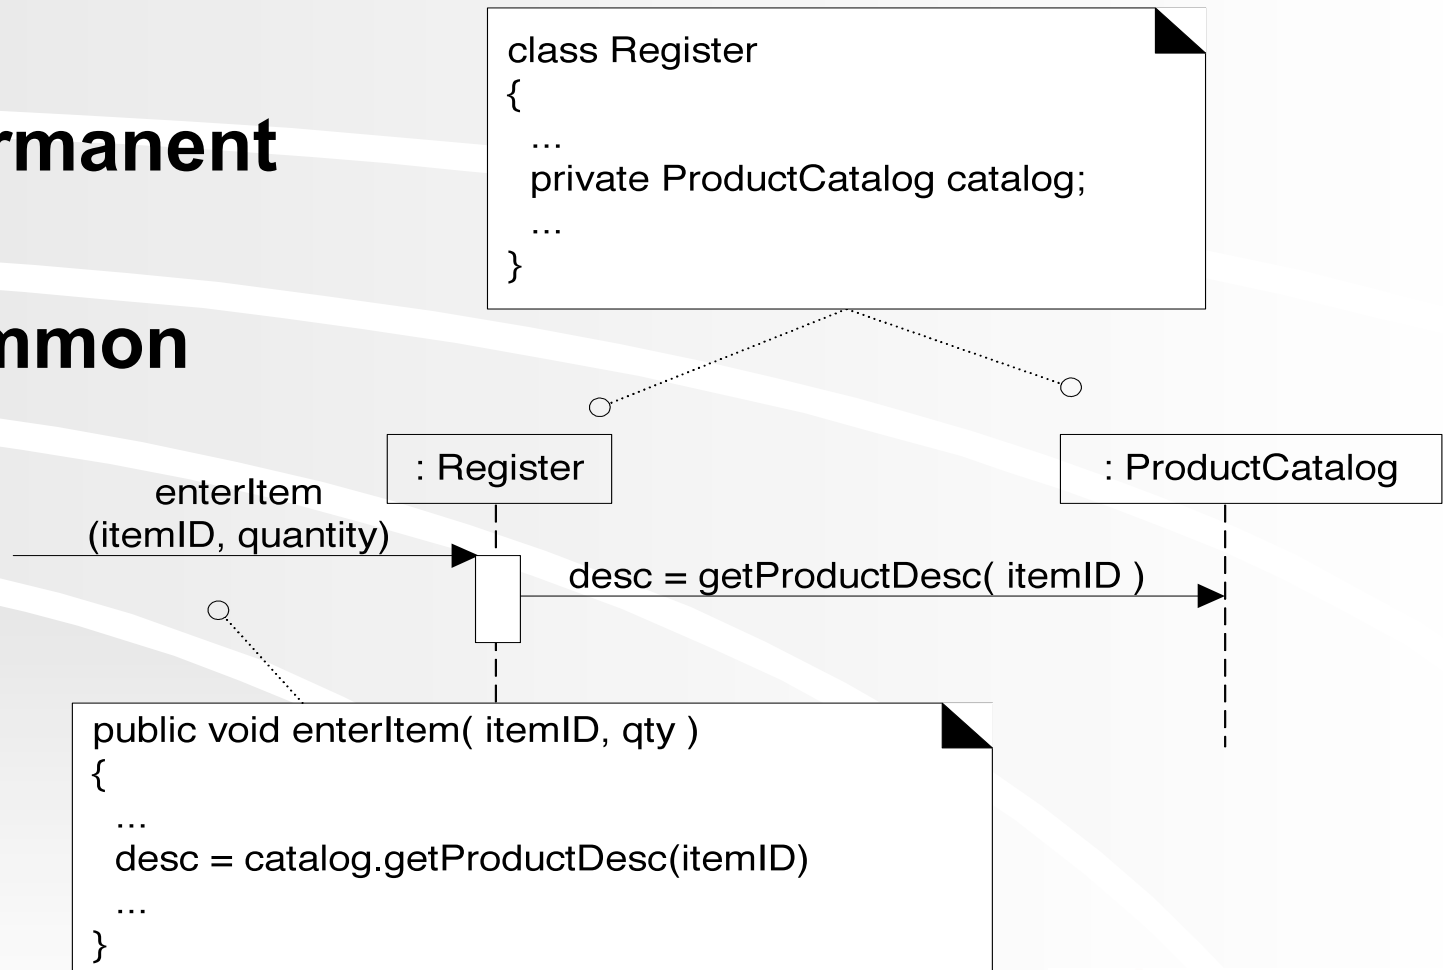 class Register
{
...
private ProductCatalog catalog;
...
}
rmanent
mmon
: Register
: ProductCatalog
enterItem
(itemID, quantity)
desc = getProductDesc( itemID )
public void enterItem( itemID, qty )
{
...
desc = catalog.getProductDesc(itemID)
...
}